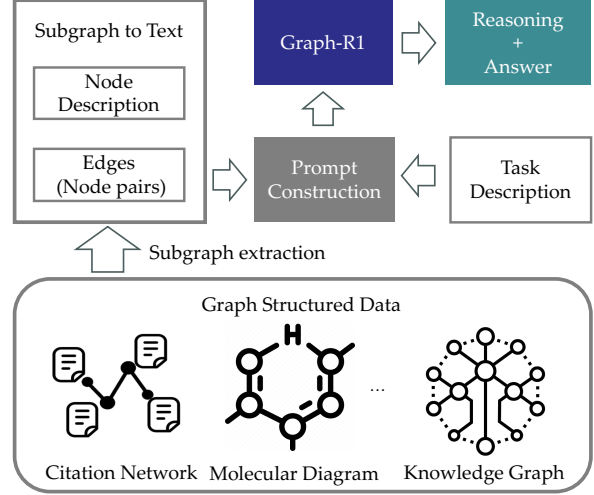 Subgraph to Text
Node
Description
Edges
(Node pairs)
Graph-R1
Reasoning
+
Answer
Prompt
Construction
Task
Description
Subgraph extraction
Graph Structured Data
H
...
Citation Network
Molecular Diagram
Knowledge Graph